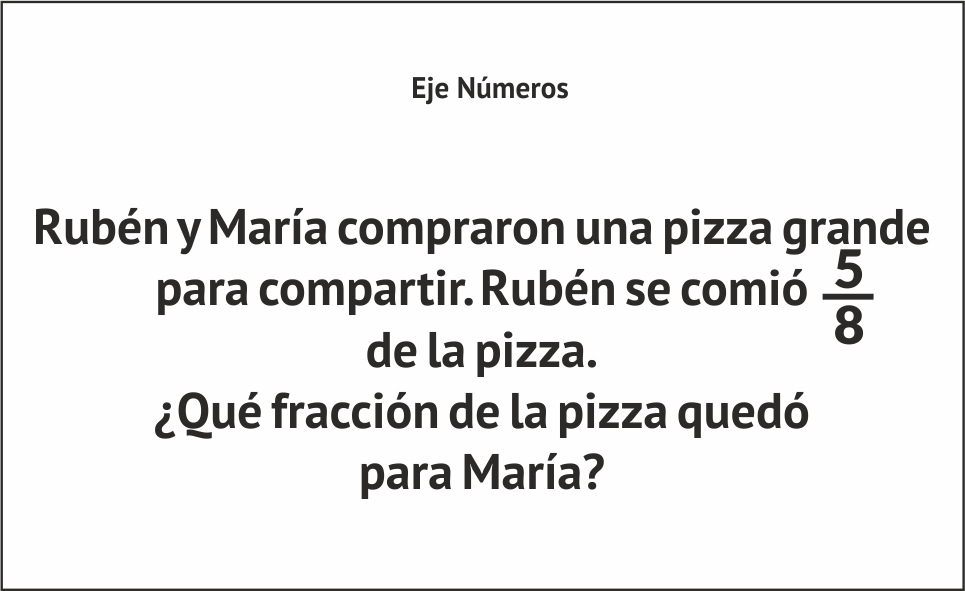 Eje Números
Rubén y María compraron una pizza grande
para compartir. Rubén se comió 5/8
de la pizza.
¿Qué fracción de la pizza quedó
para María?